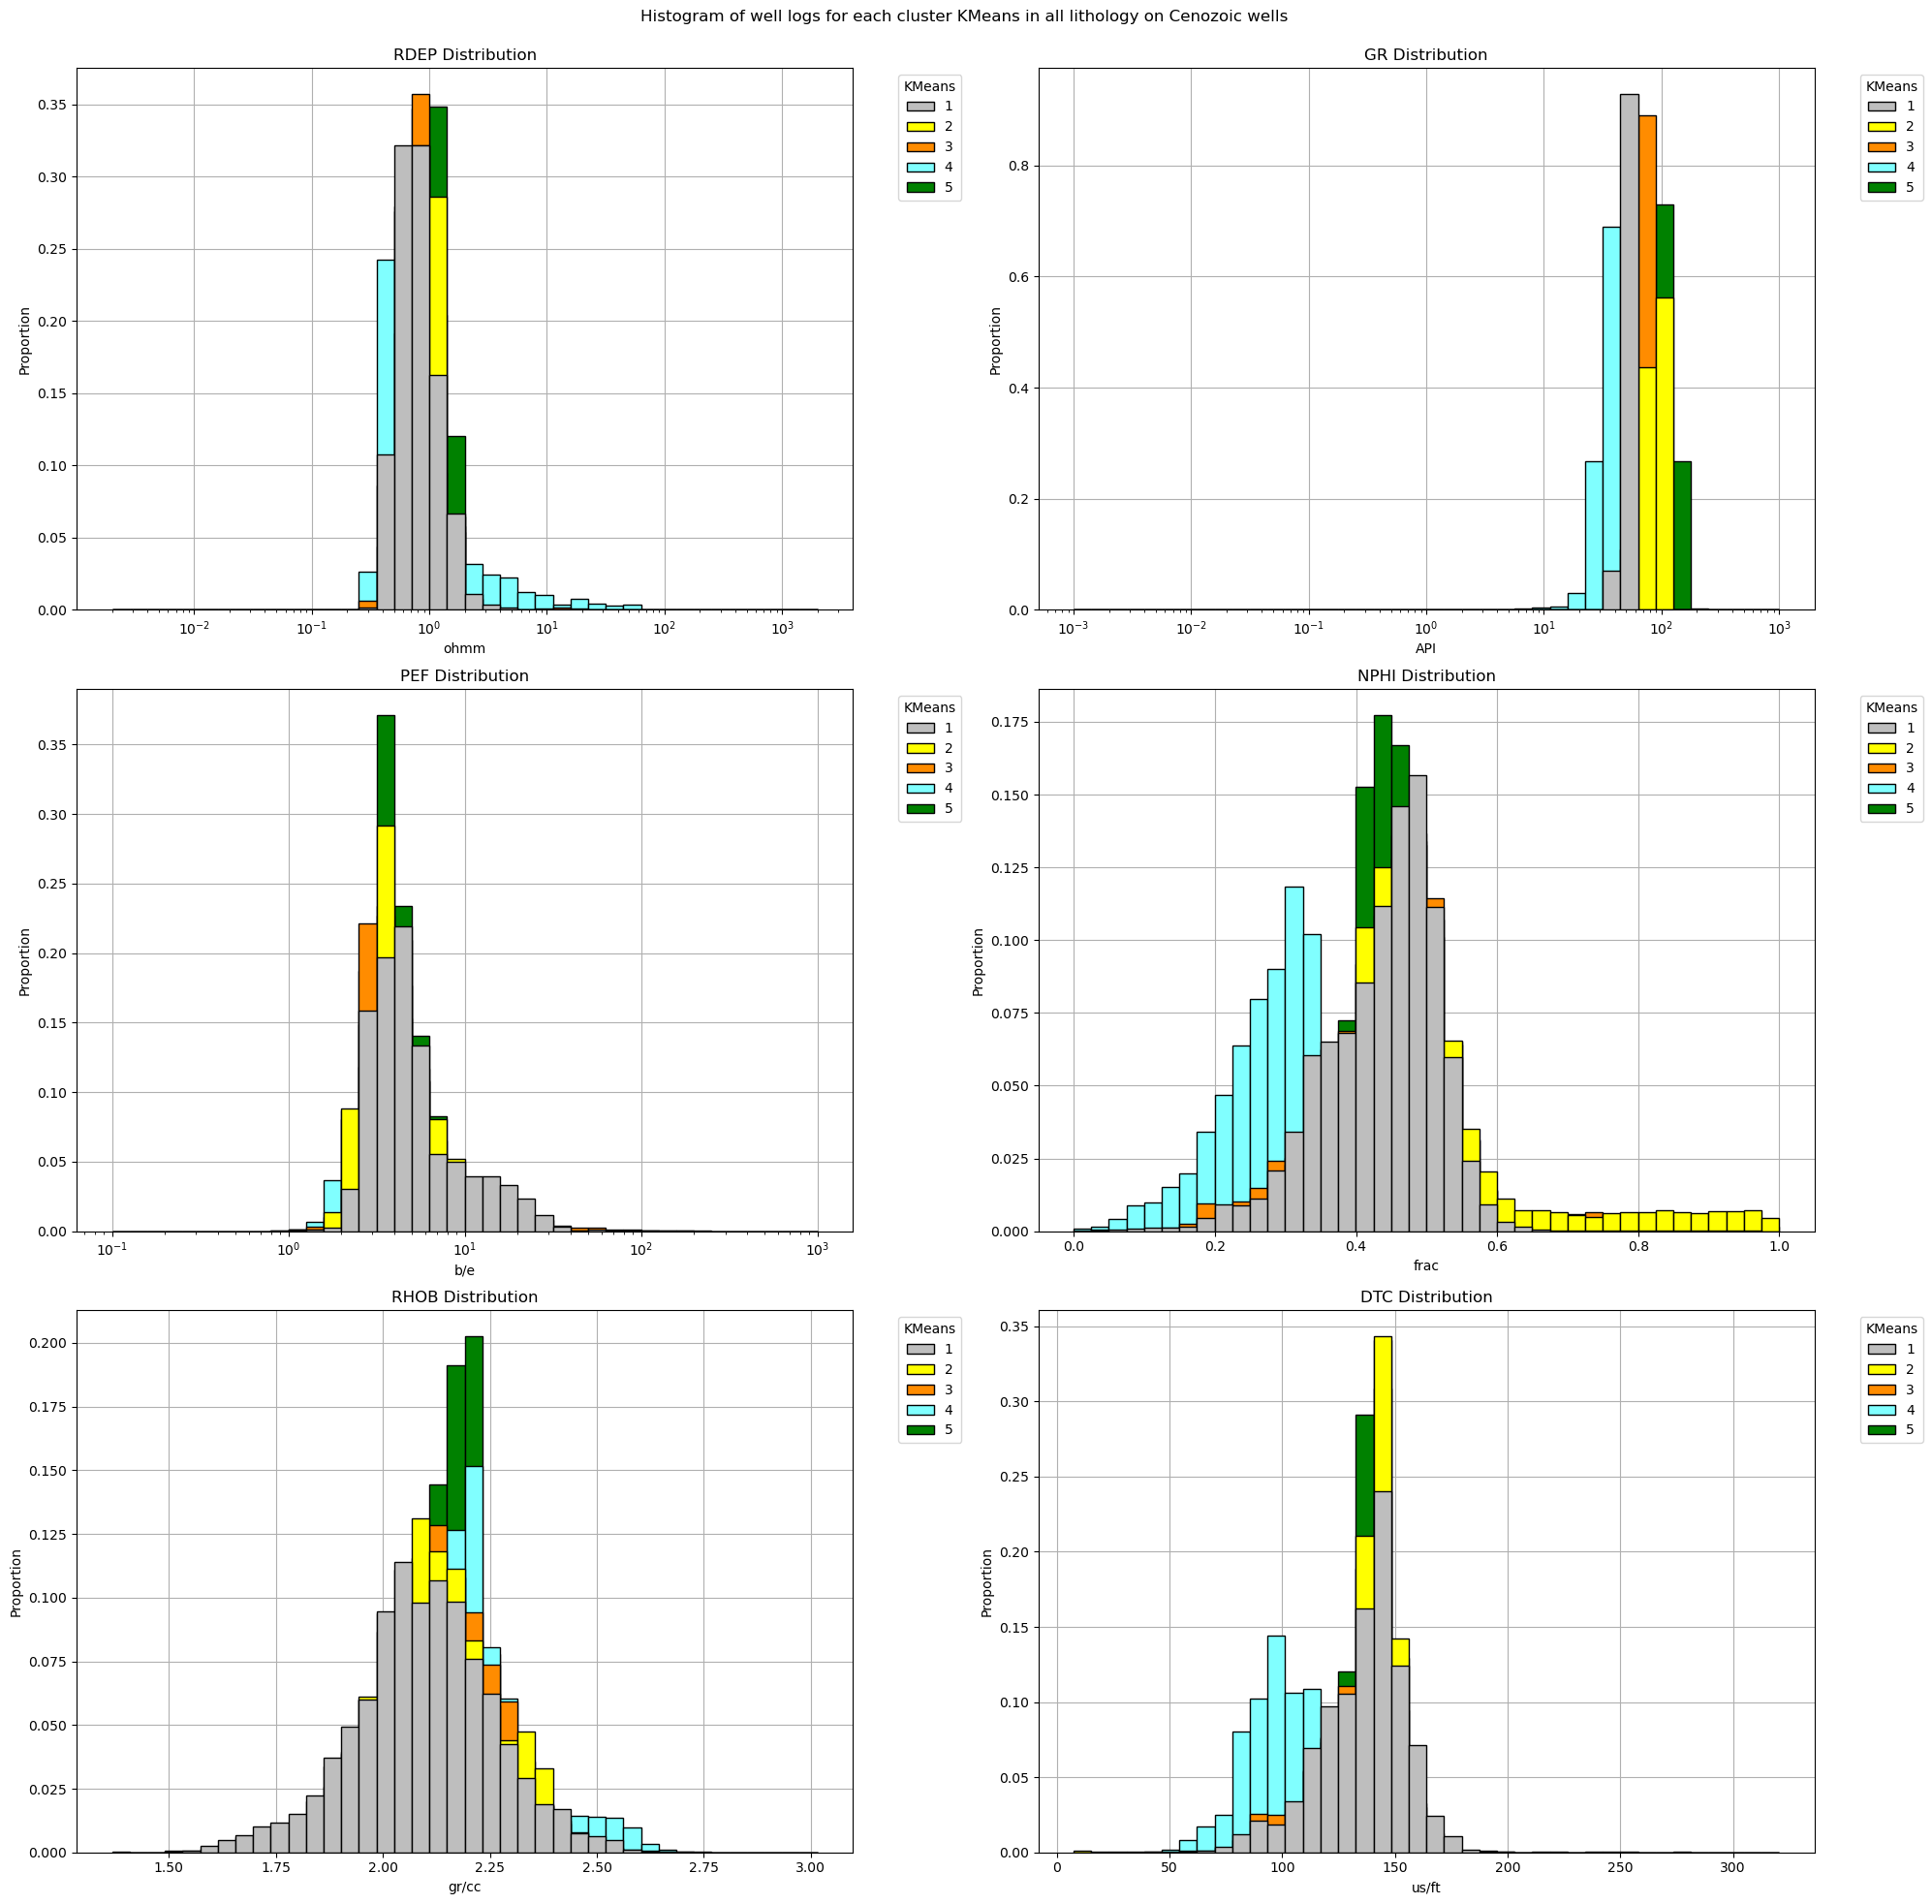 Histogram of well logs for each cluster KMeans in all lithology on Cenozoic wells
RDEP Distribution
Proportion
0.35
0.30
0.25
0.20
0.15
0.10
0.05
0.00
10⁻² 10⁻¹ 10⁰ 10¹ 10² 10³
ohmm
KMeans
1
2
3
4
5
GR Distribution
Proportion
0.8
0.6
0.4
0.2
0.0
10⁻³ 10⁻² 10⁻¹ 10⁰ 10¹ 10² 10³
API
KMeans
1
2
3
4
5
PEF Distribution
Proportion
0.35
0.30
0.25
0.20
0.15
0.10
0.05
0.00
10⁻¹ 10⁰ 10¹ 10² 10³
b/e
KMeans
1
2
3
4
5
NPHI Distribution
Proportion
0.175
0.150
0.125
0.100
0.075
0.050
0.025
0.000
0.0 0.2 0.4 0.6 0.8 1.0
frac
KMeans
1
2
3
4
5
RHOB Distribution
Proportion
0.200
0.175
0.150
0.125
0.100
0.075
0.050
0.025
0.000
1.50 1.75 2.00 2.25 2.50 2.75 3.00
gr/cc
KMeans
1
2
3
4
5
DTC Distribution
Proportion
0.35
0.30
0.25
0.20
0.15
0.10
0.05
0.00
0 50 100 150 200 250 300
us/ft
KMeans
1
2
3
4
5